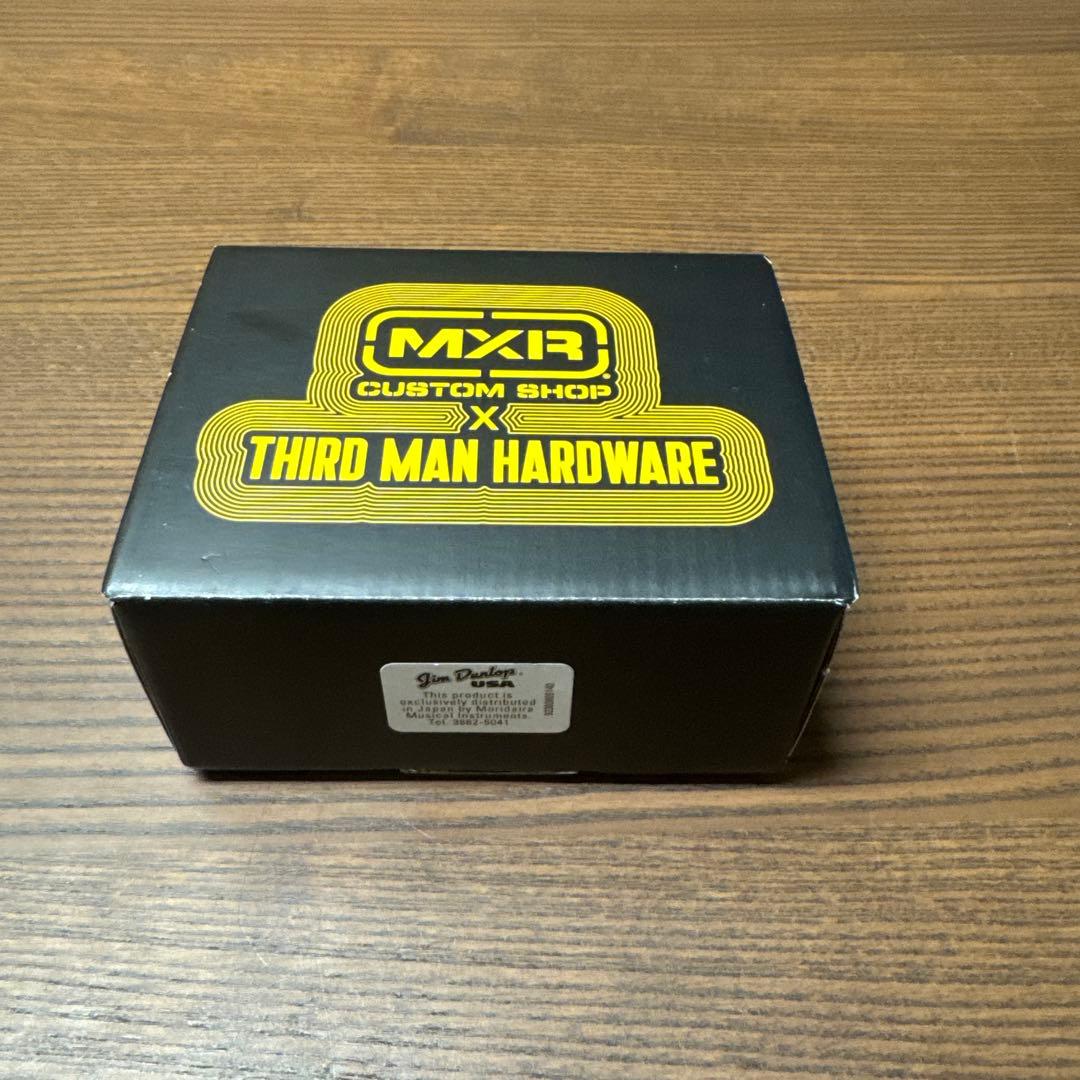 MXR
CUSTOM SHOP
X
THIRD MAN HARDWARE
Jim Dunlop®
USA
This product is
exclusively distributed
in Japan by Moridaira
Musical Instruments.
Tel. 3862-5041